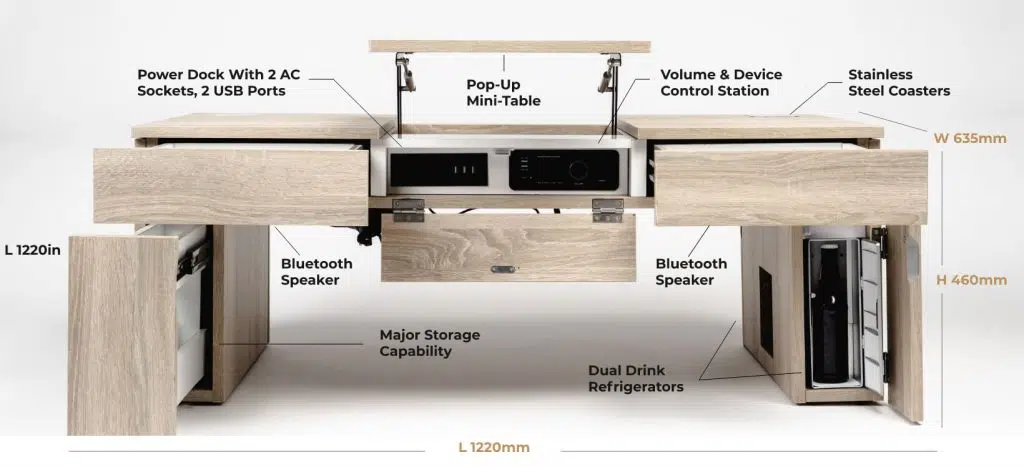 Power Dock With 2 AC
Sockets, 2 USB Ports
Pop-Up
Mini-Table
Volume & Device
Control Station
Stainless
Steel Coasters
W 635mm
L 1220in
Bluetooth
Speaker
Bluetooth
Speaker
H 460mm
Major Storage
Capability
Dual Drink
Refrigerators
L 1220mm